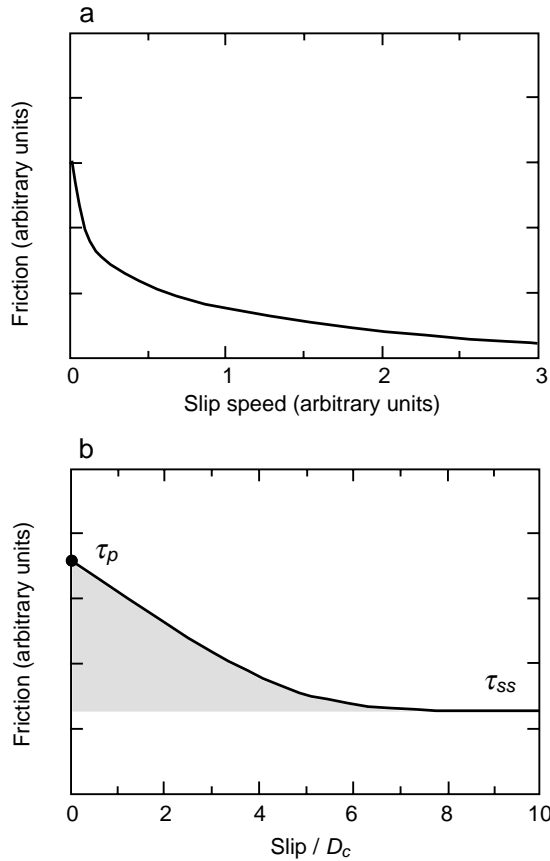 a
Friction (arbitrary units)
0 1 2 3
Slip speed (arbitrary units)
b
τp
τss
Friction (arbitrary units)
0 2 4 6 8 10
Slip / Dc